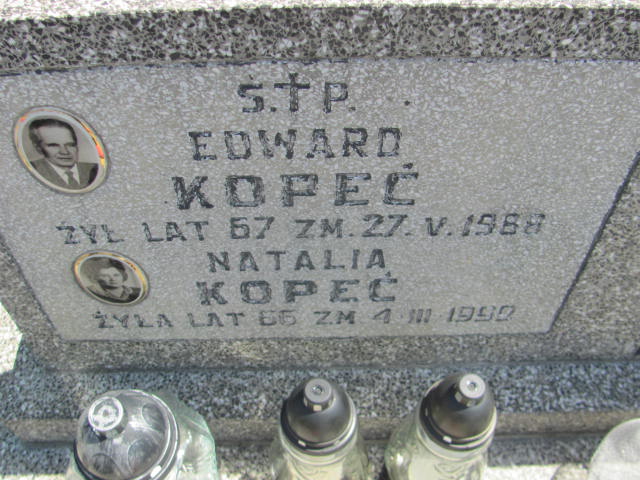 S.†P.
EDWARD
KOPEĆ
ŻYŁ LAT 67 ZM. 27. V. 1988
NATALIA
KOPEĆ
ŻYŁA LAT 66 ZM 4 III 1990